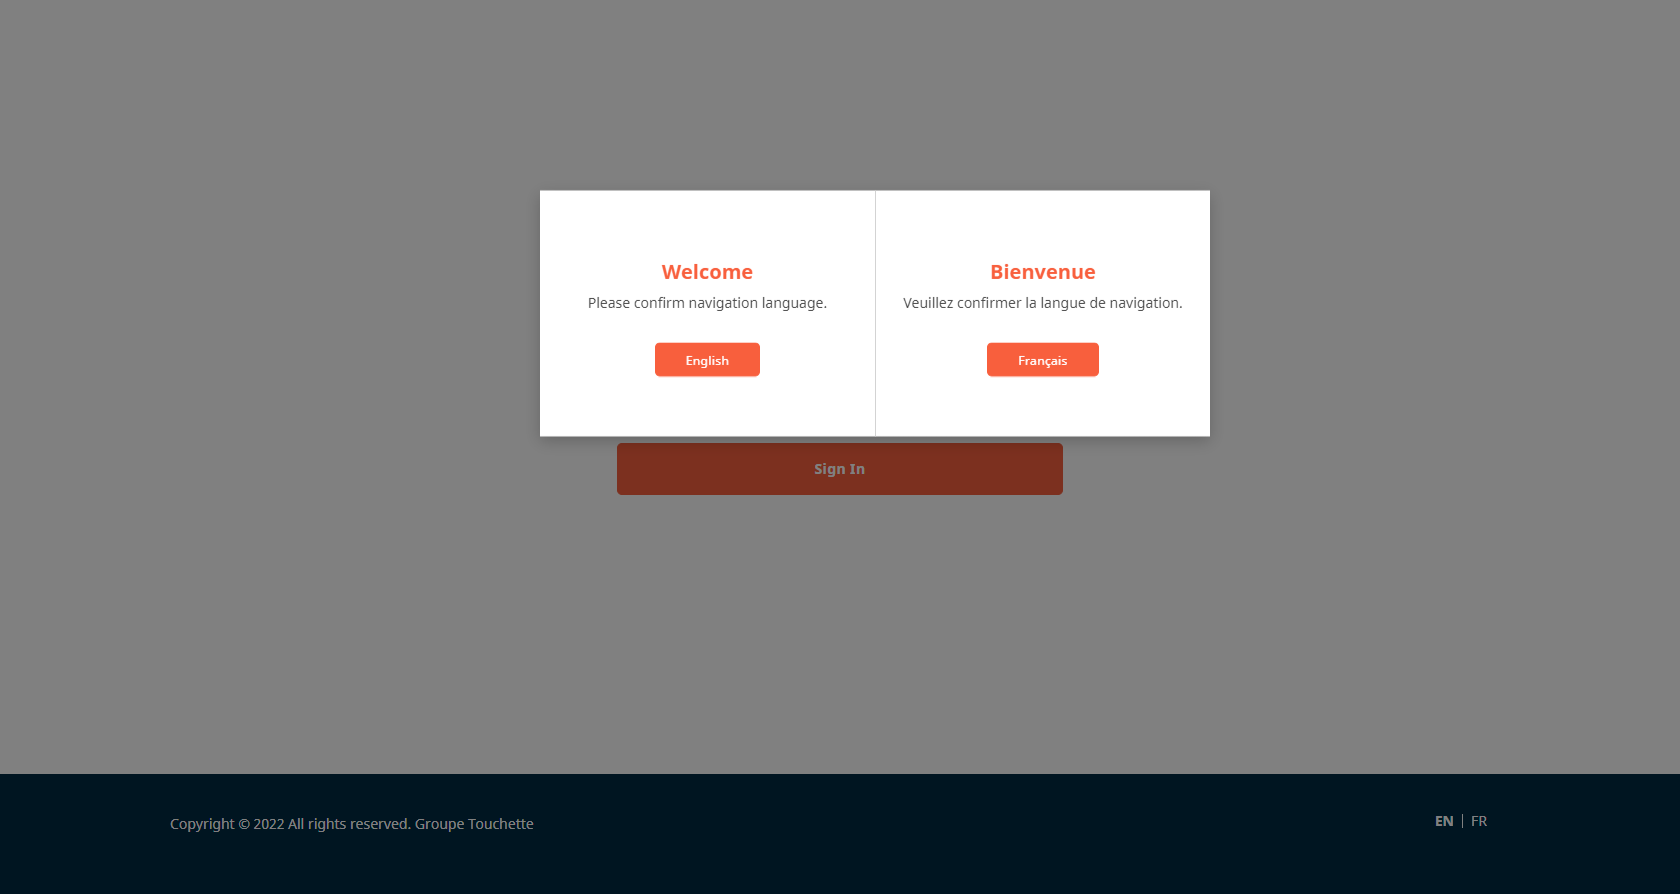 Welcome
Please confirm navigation language.
English
Bienvenue
Veuillez confirmer la langue de navigation.
Français
Sign In
Copyright © 2022 All rights reserved. Groupe Touchette
EN | FR